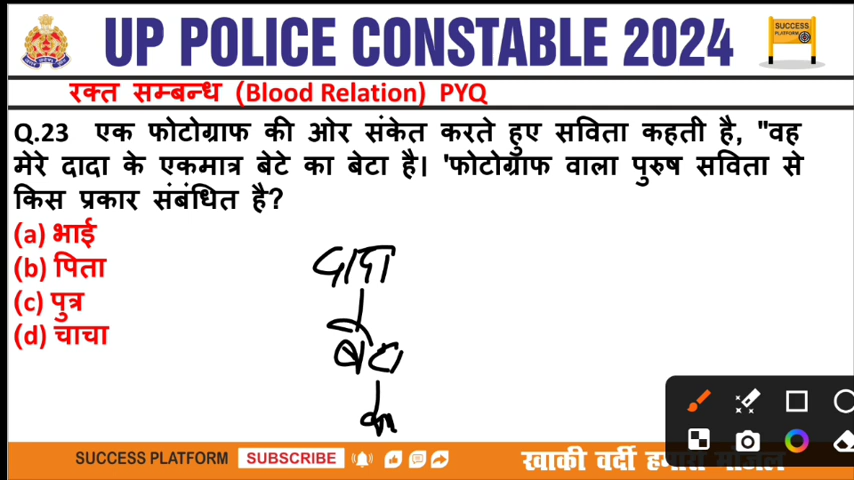 UP POLICE CONSTABLE 2024
SUCCESS
PLATFORM
रक्त सम्बन्ध (Blood Relation) PYQ
Q.23 एक फोटोग्राफ की ओर संकेत करते हुए सविता कहती है, "वह
मेरे दादा के एकमात्र बेटे का बेटा है। 'फोटोग्राफ वाला पुरुष सविता से
किस प्रकार संबंधित है?
(a) भाई
(b) पिता
(c) पुत्र
(d) चाचा
दादा
बेटा
SUCCESS PLATFORM SUBSCRIBE खाकी वर्दी हमारी मंजिल